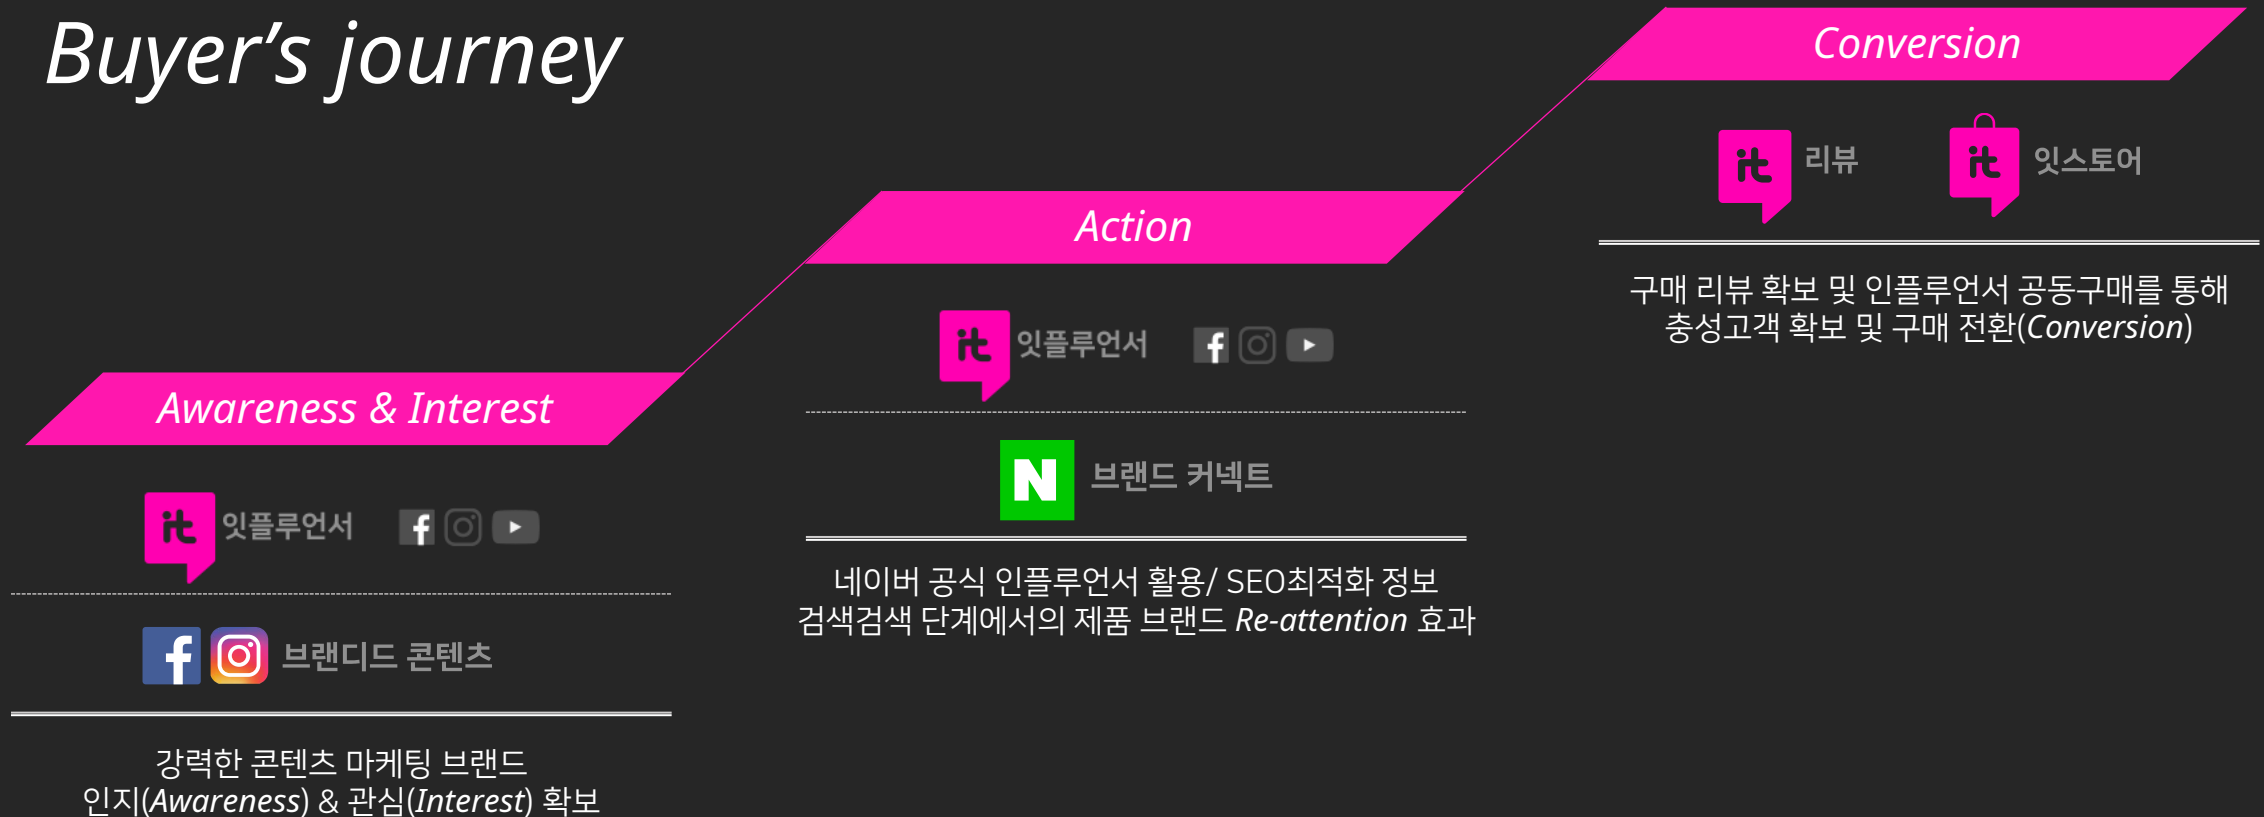 Buyer’s journey
Awareness & Interest
it 잇플루언서
브랜디드 콘텐츠
강력한 콘텐츠 마케팅 브랜드
인지(Awareness) & 관심(Interest) 확보
Action
it 잇플루언서
N 브랜드 커넥트
네이버 공식 인플루언서 활용/ SEO최적화 정보
검색검색 단계에서의 제품 브랜드 Re-attention 효과
Conversion
it 리뷰
it 잇스토어
구매 리뷰 확보 및 인플루언서 공동구매를 통해
충성고객 확보 및 구매 전환(Conversion)